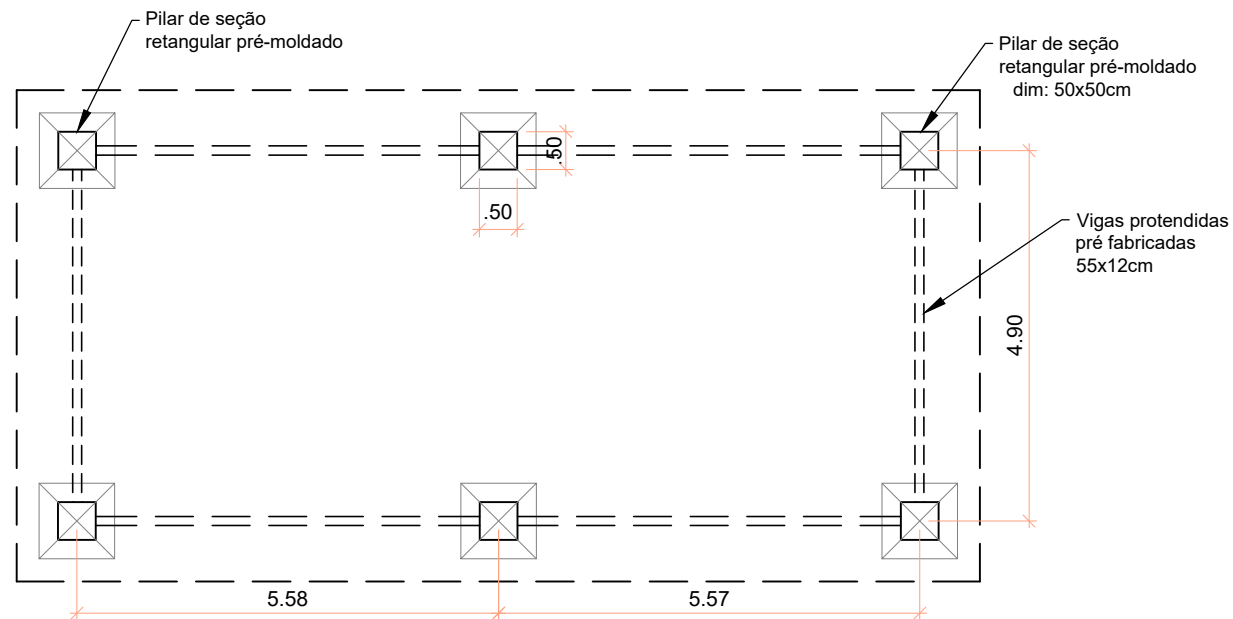 Pilar de seção
retangular pré-moldado
Pilar de seção
retangular pré-moldado
dim: 50x50cm
.50
.50
Vigas protendidas
pré fabricadas
55x12cm
4.90
5.58
5.57